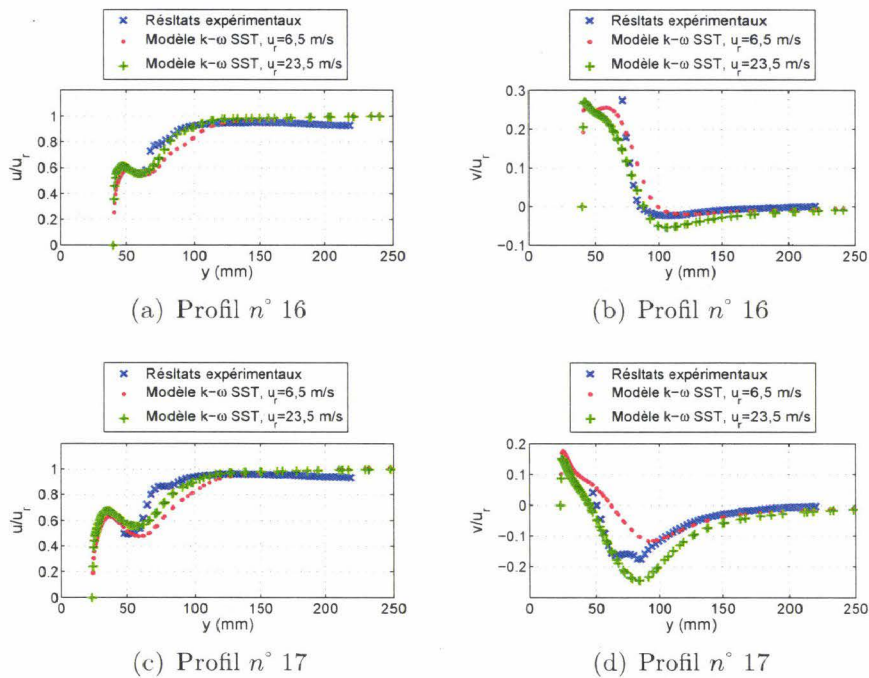 Résltats expérimentaux
Modèle k-ω SST, u_r=6,5 m/s
Modèle k-ω SST, u_r=23,5 m/s
1
0.8
0.6
0.4
0.2
0
u/u_r
0 50 100 150 200 250
y (mm)
(a) Profil n° 16
Résltats expérimentaux
Modèle k-ω SST, u_r=6,5 m/s
Modèle k-ω SST, u_r=23,5 m/s
0.3
0.2
0.1
0
−0.1
v/u_r
0 50 100 150 200 250
y (mm)
(b) Profil n° 16
Résltats expérimentaux
Modèle k-ω SST, u_r=6,5 m/s
Modèle k-ω SST, u_r=23,5 m/s
1
0.8
0.6
0.4
0.2
0
u/u_r
0 50 100 150 200 250
y (mm)
(c) Profil n° 17
Résltats expérimentaux
Modèle k-ω SST, u_r=6,5 m/s
Modèle k-ω SST, u_r=23,5 m/s
0.2
0.1
0
−0.1
−0.2
v/u_r
0 50 100 150 200 250
y (mm)
(d) Profil n° 17